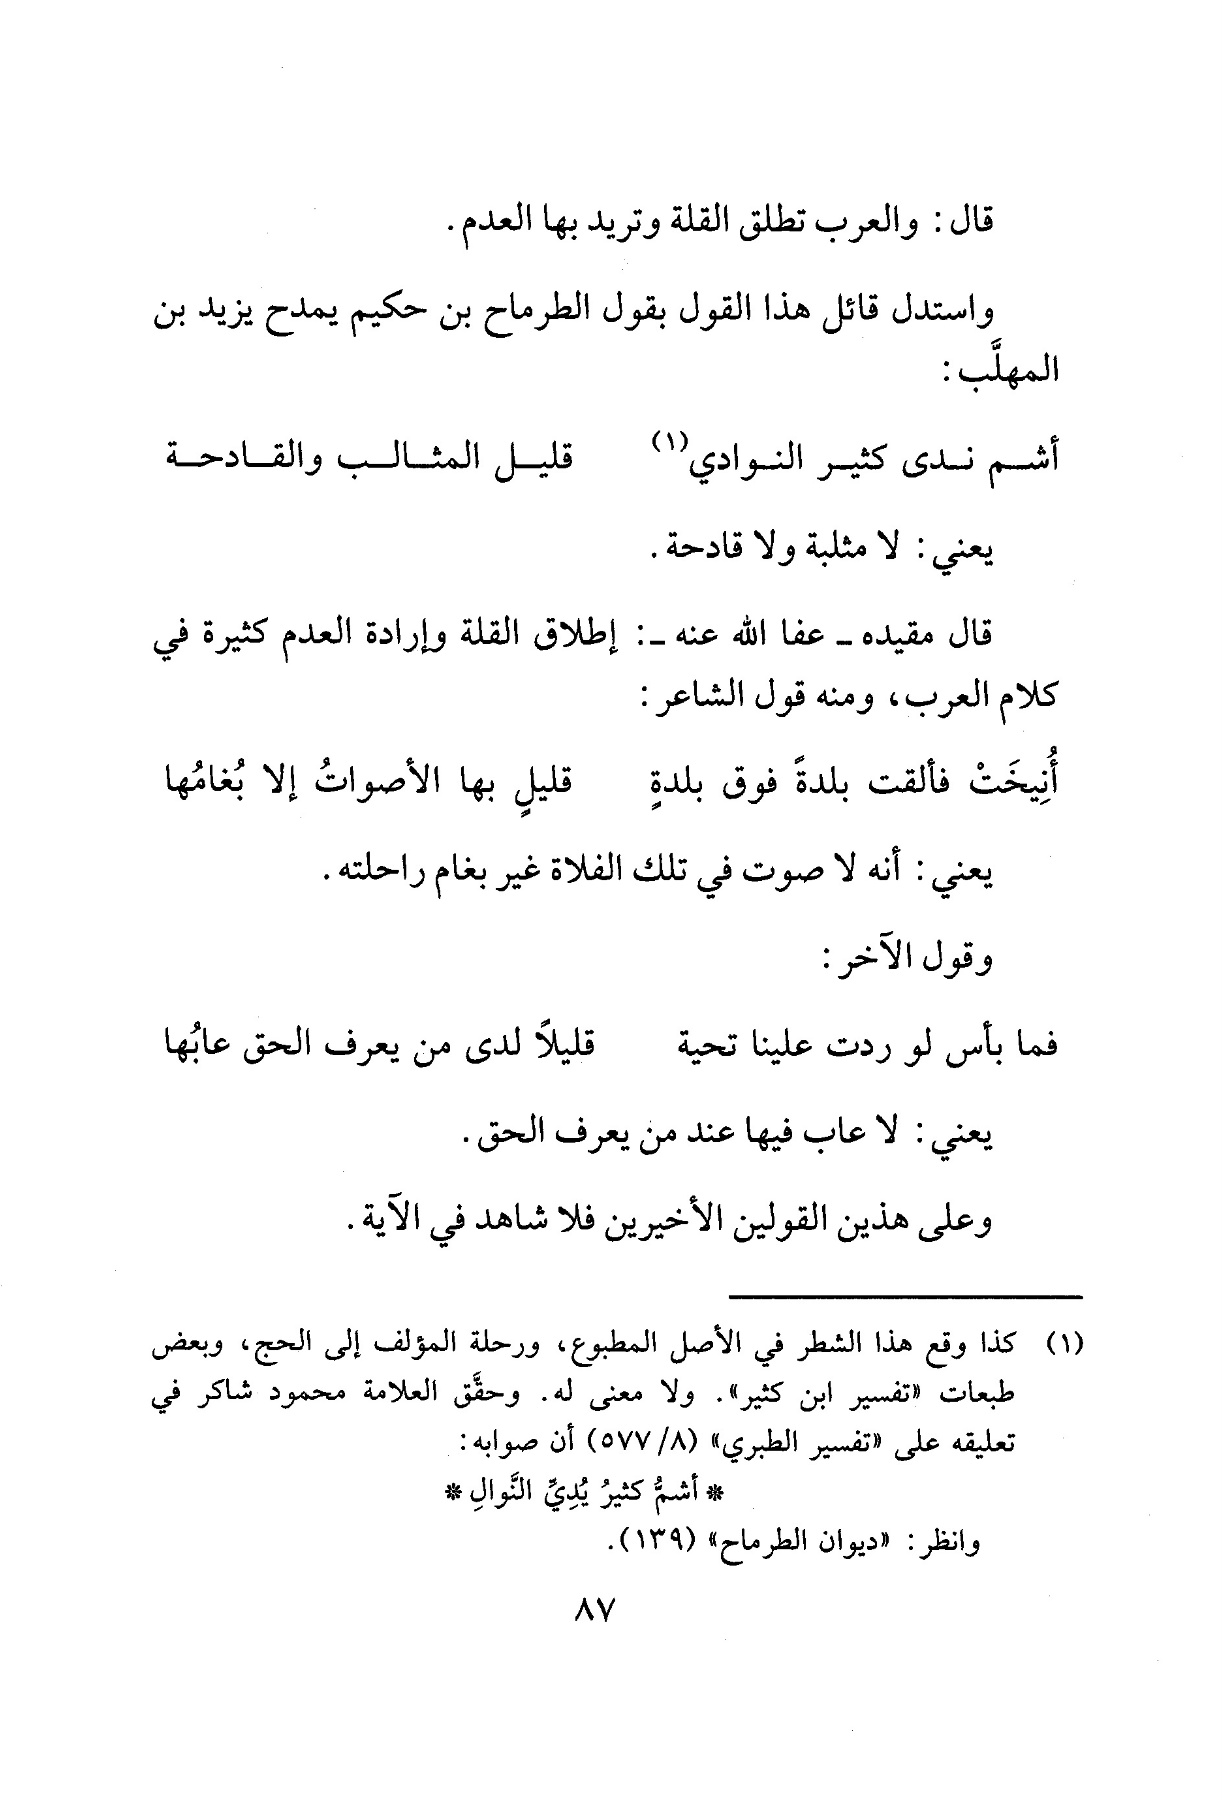 قال: والعرب تطلق القلة وتريد بها العدم.
واستدل قائل هذا القول بقول الطرماح بن حكيم يمدح يزيد بن
المهلَّب:
أشم ندى كثير النوادي(١) قليل المثالب والقادحة
يعني: لا مثلبة ولا قادحة.
قال مقيده ـ عفا الله عنه ـ: إطلاق القلة وإرادة العدم كثيرة في
كلام العرب، ومنه قول الشاعر:
أُنِيخَتْ فألقت بلدةً فوق بلدةٍ قليلٍ بها الأصواتُ إلا بُغامُها
يعني: أنه لا صوت في تلك الفلاة غير بغام راحلته.
وقول الآخر:
فما بأس لو ردت علينا تحية قليلاً لدى من يعرف الحق عابُها
يعني: لا عاب فيها عند من يعرف الحق.
وعلى هذين القولين الأخيرين فلا شاهد في الآية.
(١) كذا وقع هذا الشطر في الأصل المطبوع، ورحلة المؤلف إلى الحج، وبعض
طبعات «تفسير ابن كثير». ولا معنى له. وحقَّق العلامة محمود شاكر في
تعليقه على «تفسير الطبري» (٥٧٧/٨) أن صوابه:
* أشمُّ كثيرُ يُدِيِّ النَّوالِ *
وانظر: «ديوان الطرماح» (١٣٩).
٨٧